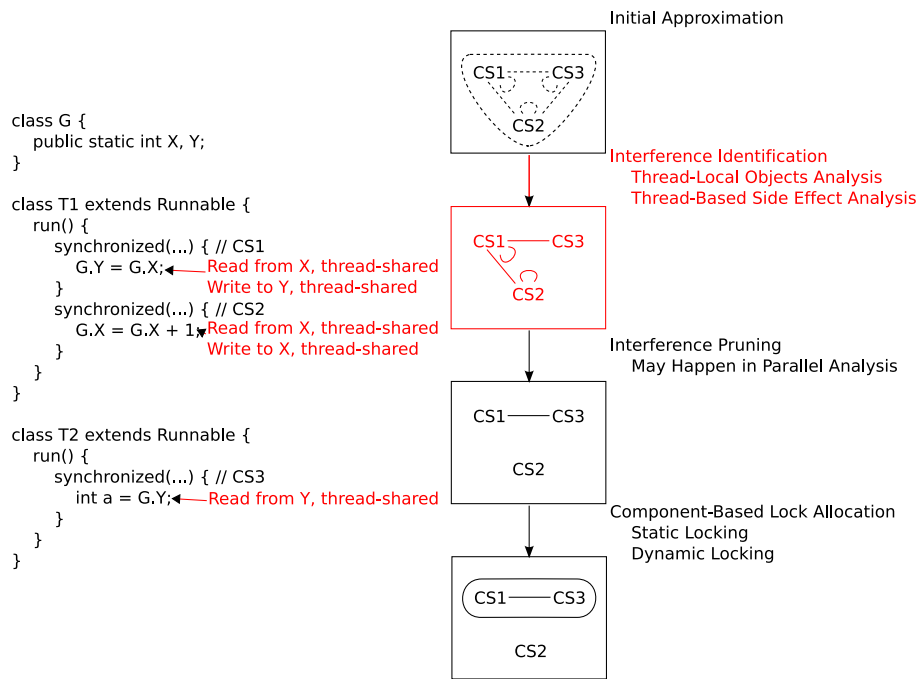 Initial Approximation
CS1 CS3
CS2
class G {
public static int X, Y;
}
class T1 extends Runnable {
run() {
synchronized(...) { // CS1
G.Y = G.X;
}
synchronized(...) { // CS2
G.X = G.X + 1;
}
}
}
class T2 extends Runnable {
run() {
synchronized(...) { // CS3
int a = G.Y;
}
}
}
Read from X, thread-shared
Write to Y, thread-shared
Read from X, thread-shared
Write to X, thread-shared
Read from Y, thread-shared
Interference Identification
Thread-Local Objects Analysis
Thread-Based Side Effect Analysis
CS1 CS3
CS2
Interference Pruning
May Happen in Parallel Analysis
CS1 CS3
CS2
Component-Based Lock Allocation
Static Locking
Dynamic Locking
CS1 CS3
CS2